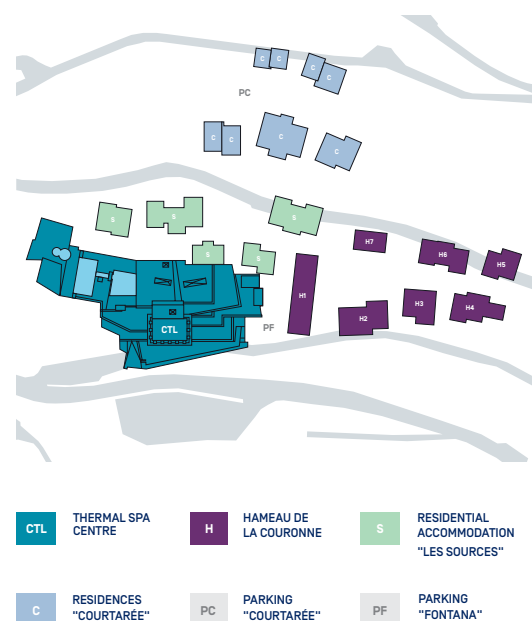 C C
C
C
PC
C C
C
C
S
S
S
S
S
H7
H6
H5
H1
H3
H4
H2
CTL
PF
CTL
THERMAL SPA
CENTRE
H
HAMEAU DE
LA COURONNE
S
RESIDENTIAL
ACCOMMODATION
"LES SOURCES"
C
RESIDENCES
"COURTARÉE"
PC
PARKING
"COURTARÉE"
PF
PARKING
"FONTANA"